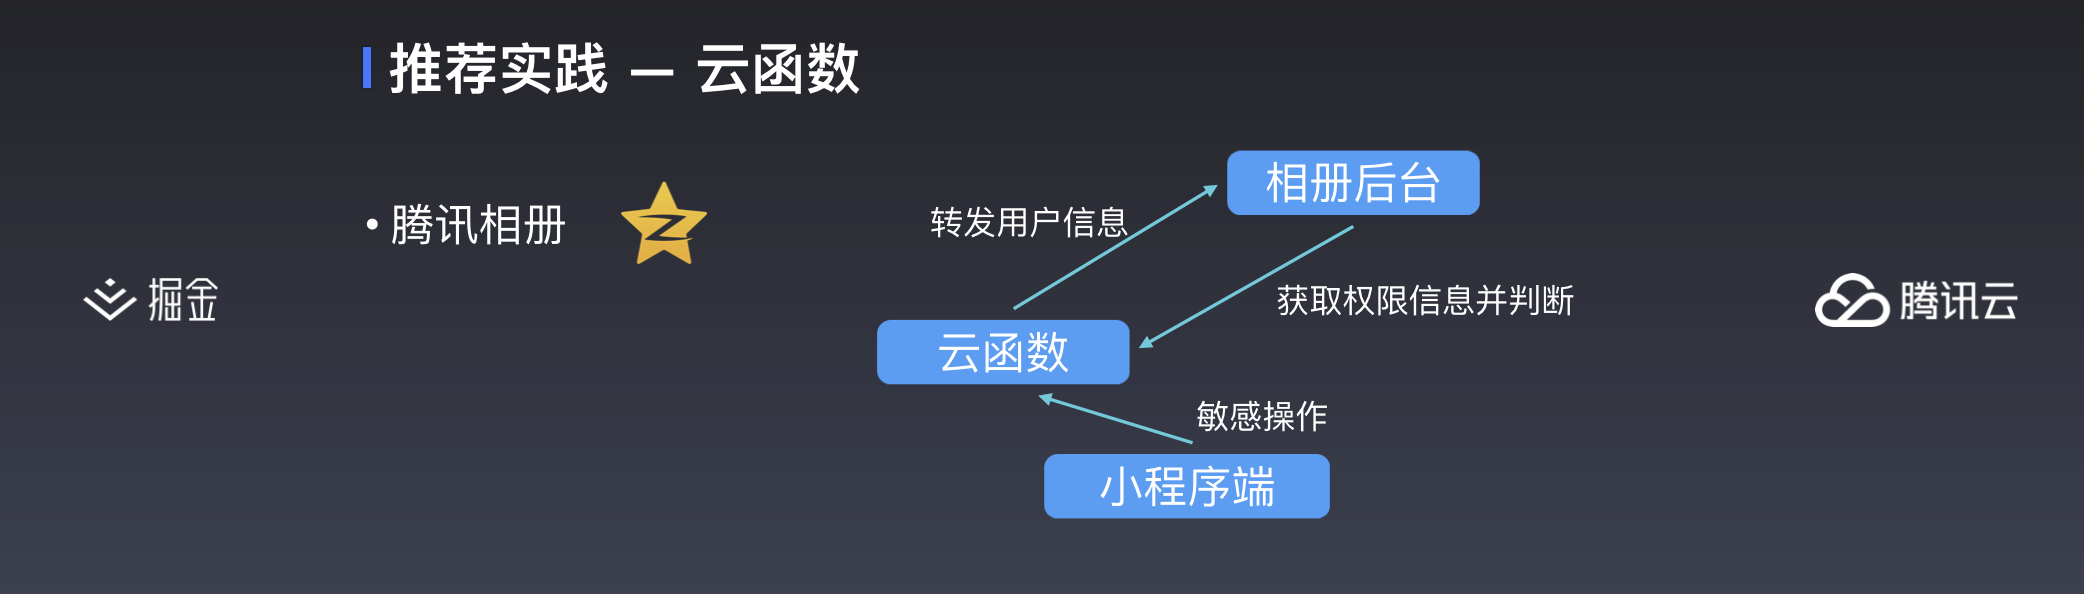 推荐实践 — 云函数
• 腾讯相册
掘金
相册后台
转发用户信息
获取权限信息并判断
云函数
敏感操作
小程序端
腾讯云